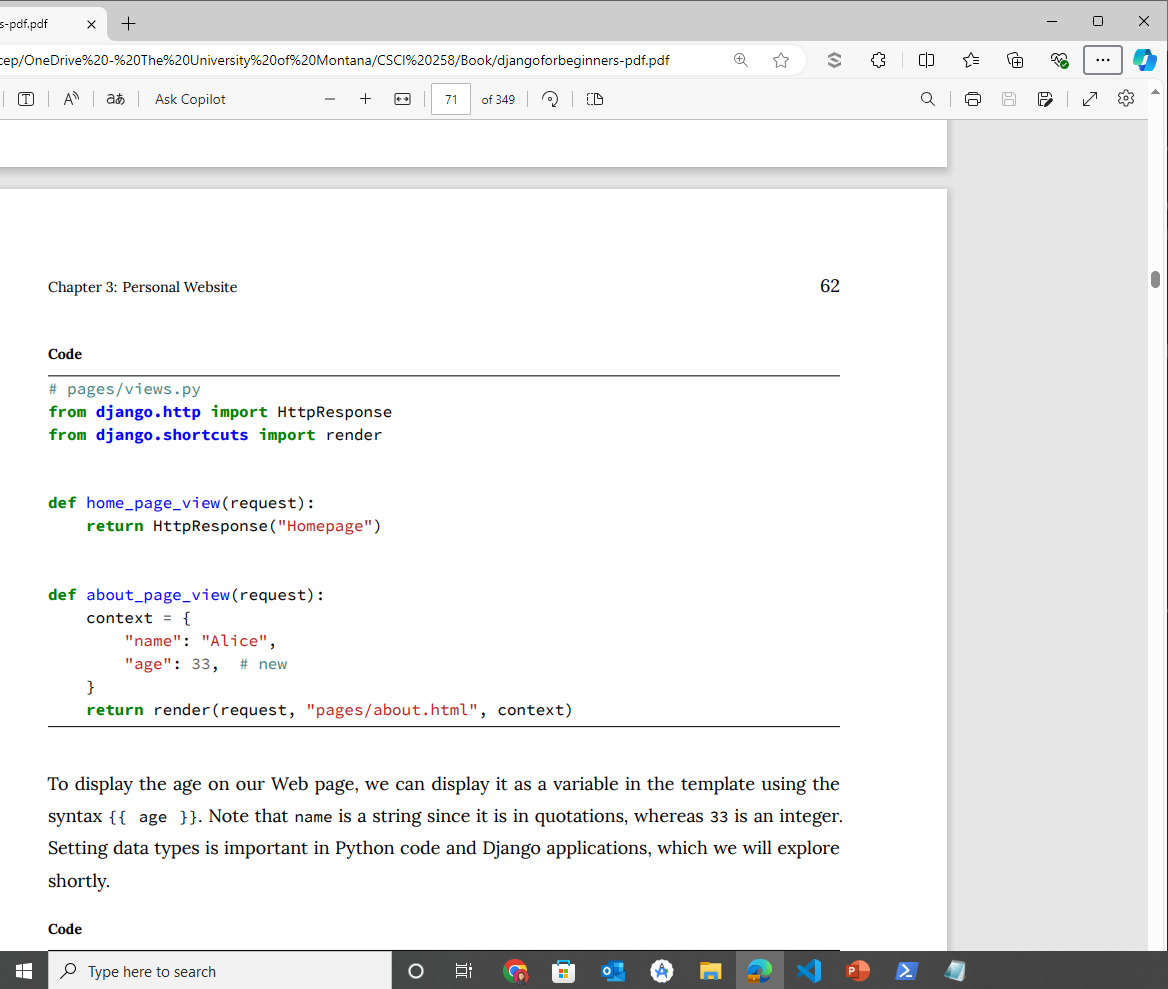 s-pdf.pdf
cep/OneDrive%20-%20The%20University%20of%20Montana/CSCI%20258/Book/djangoforbeginners-pdf.pdf
Ask Copilot
71 of 349
Chapter 3: Personal Website 62
Code
# pages/views.py
from django.http import HttpResponse
from django.shortcuts import render
def home_page_view(request):
    return HttpResponse("Homepage")
def about_page_view(request):
    context = {
        "name": "Alice",
        "age": 33,  # new
    }
    return render(request, "pages/about.html", context)
To display the age on our Web page, we can display it as a variable in the template using the
syntax {{ age }}. Note that name is a string since it is in quotations, whereas 33 is an integer.
Setting data types is important in Python code and Django applications, which we will explore
shortly.
Code
Type here to search